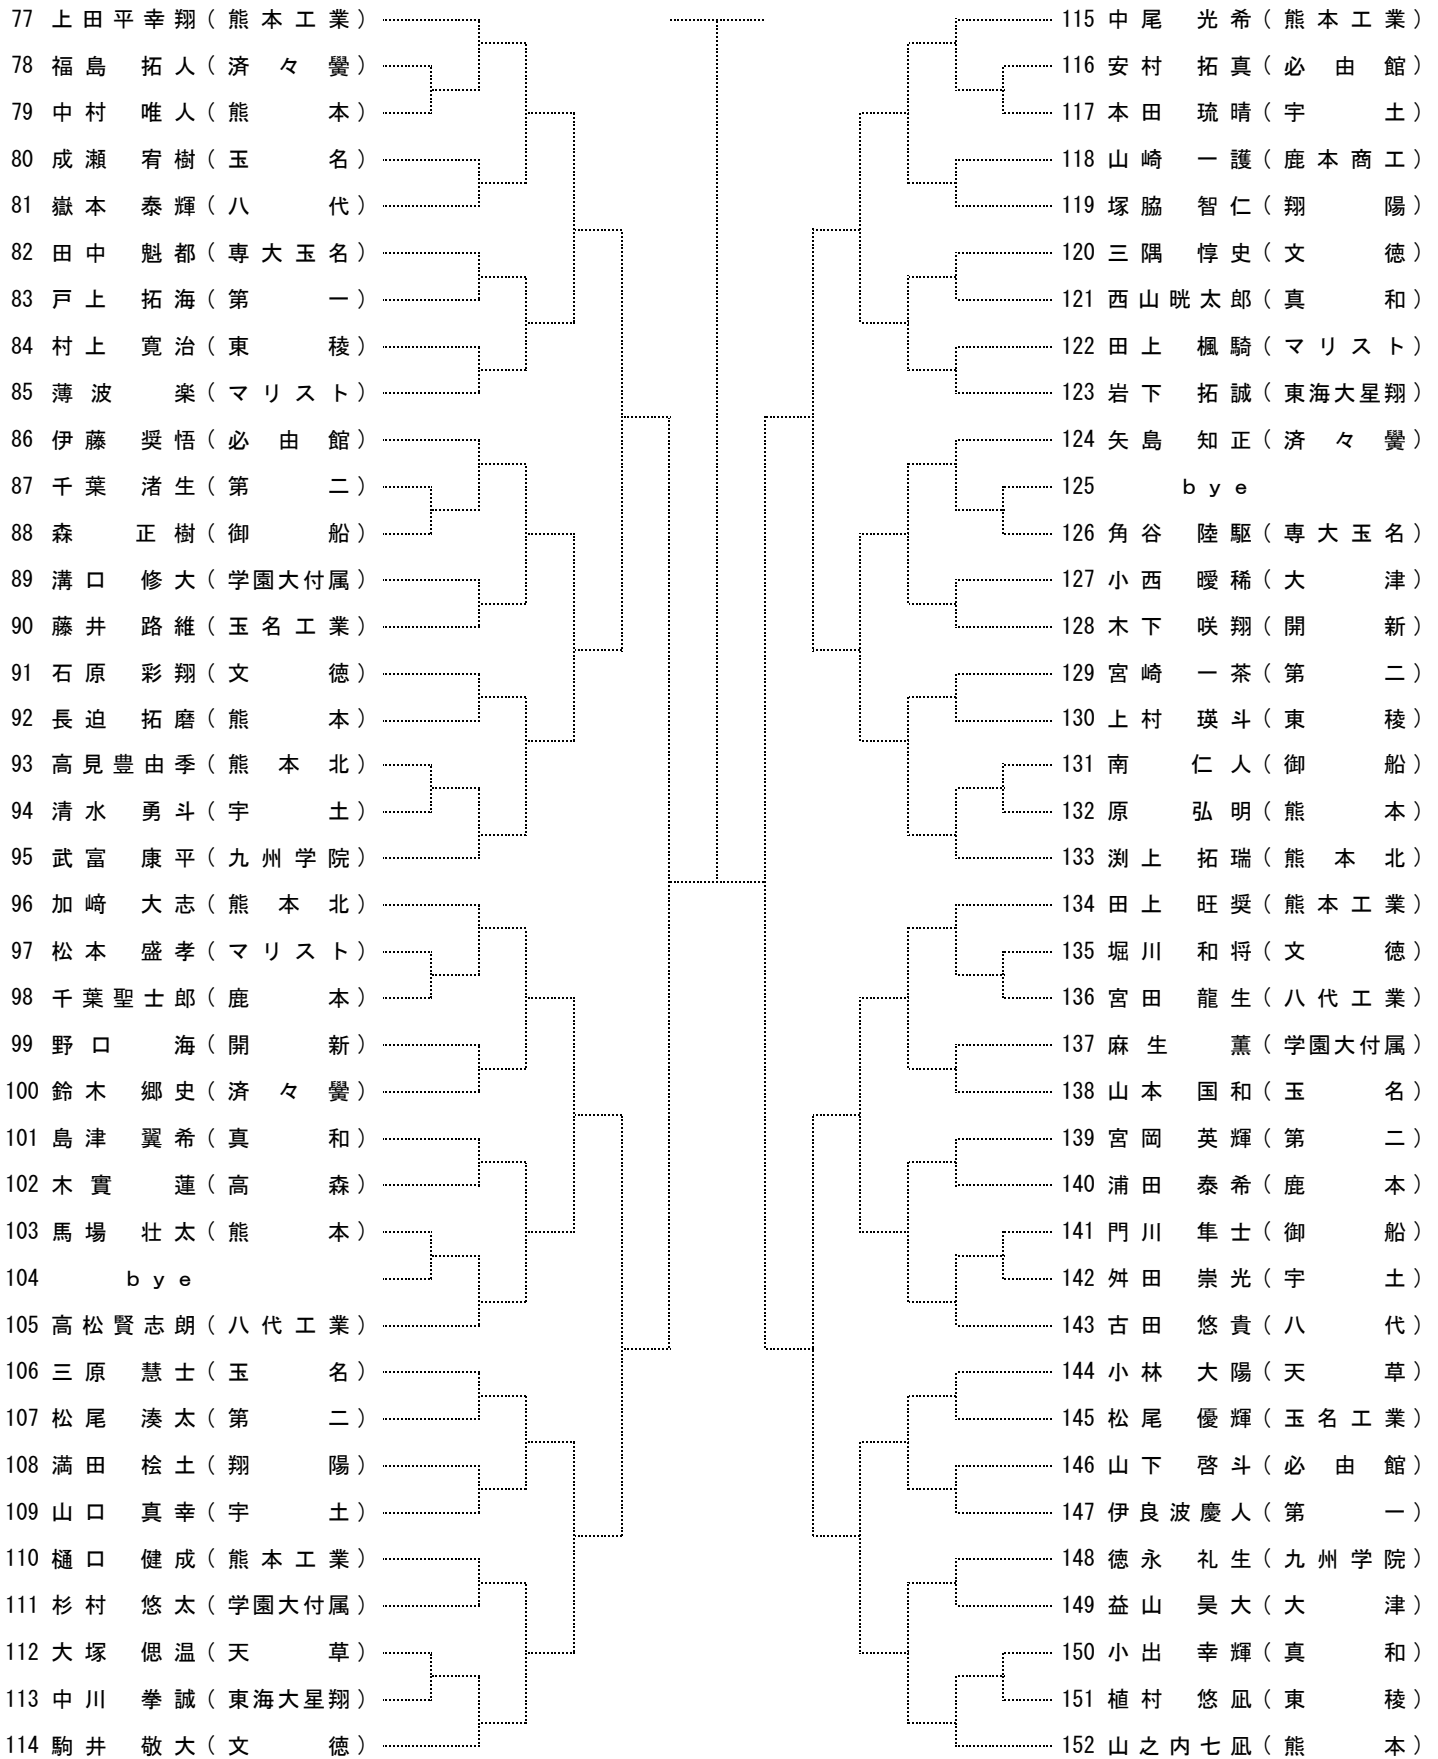 77 上田平幸翔(熊本工業)
78 福島 拓人(済々黌)
79 中村 唯人(熊本)
80 成瀬 宥樹(玉名)
81 嶽本 泰輝(八代)
82 田中 魁都(専大玉名)
83 戸上 拓海(第一)
84 村上 寛治(東稜)
85 薄波 楽(マリスト)
86 伊藤 奨悟(必由館)
87 千葉 渚生(第二)
88 森 正樹(御船)
89 溝口 修大(学園大付属)
90 藤井 路維(玉名工業)
91 石原 彩翔(文徳)
92 長迫 拓磨(熊本)
93 高見豊由季(熊本北)
94 清水 勇斗(宇土)
95 武富 康平(九州学院)
96 加﨑 大志(熊本北)
97 松本 盛孝(マリスト)
98 千葉聖士郎(鹿本)
99 野口 海(開新)
100 鈴木 郷史(済々黌)
101 島津 翼希(真和)
102 木實 蓮(高森)
103 馬場 壮太(熊本)
104 bye
105 高松賢志朗(八代工業)
106 三原 慧士(玉名)
107 松尾 湊太(第二)
108 満田 桧土(翔陽)
109 山口 真幸(宇土)
110 樋口 健成(熊本工業)
111 杉村 悠太(学園大付属)
112 大塚 偲温(天草)
113 中川 拳誠(東海大星翔)
114 駒井 敬大(文徳)
115 中尾 光希(熊本工業)
116 安村 拓真(必由館)
117 本田 琉晴(宇土)
118 山崎 一護(鹿本商工)
119 塚脇 智仁(翔陽)
120 三隅 惇史(文徳)
121 西山晄太郎(真和)
122 田上 楓騎(マリスト)
123 岩下 拓誠(東海大星翔)
124 矢島 知正(済々黌)
125 bye
126 角谷 陸駆(専大玉名)
127 小西 曖稀(大津)
128 木下 咲翔(開新)
129 宮崎 一茶(第二)
130 上村 瑛斗(東稜)
131 南 仁人(御船)
132 原 弘明(熊本)
133 渕上 拓瑞(熊本北)
134 田上 旺奨(熊本工業)
135 堀川 和将(文徳)
136 宮田 龍生(八代工業)
137 麻生 薫(学園大付属)
138 山本 国和(玉名)
139 宮岡 英輝(第二)
140 浦田 泰希(鹿本)
141 門川 隼士(御船)
142 舛田 崇光(宇土)
143 古田 悠貴(八代)
144 小林 大陽(天草)
145 松尾 優輝(玉名工業)
146 山下 啓斗(必由館)
147 伊良波慶人(第一)
148 徳永 礼生(九州学院)
149 益山 昊大(大津)
150 小出 幸輝(真和)
151 植村 悠凪(東稜)
152 山之内七凪(熊本)